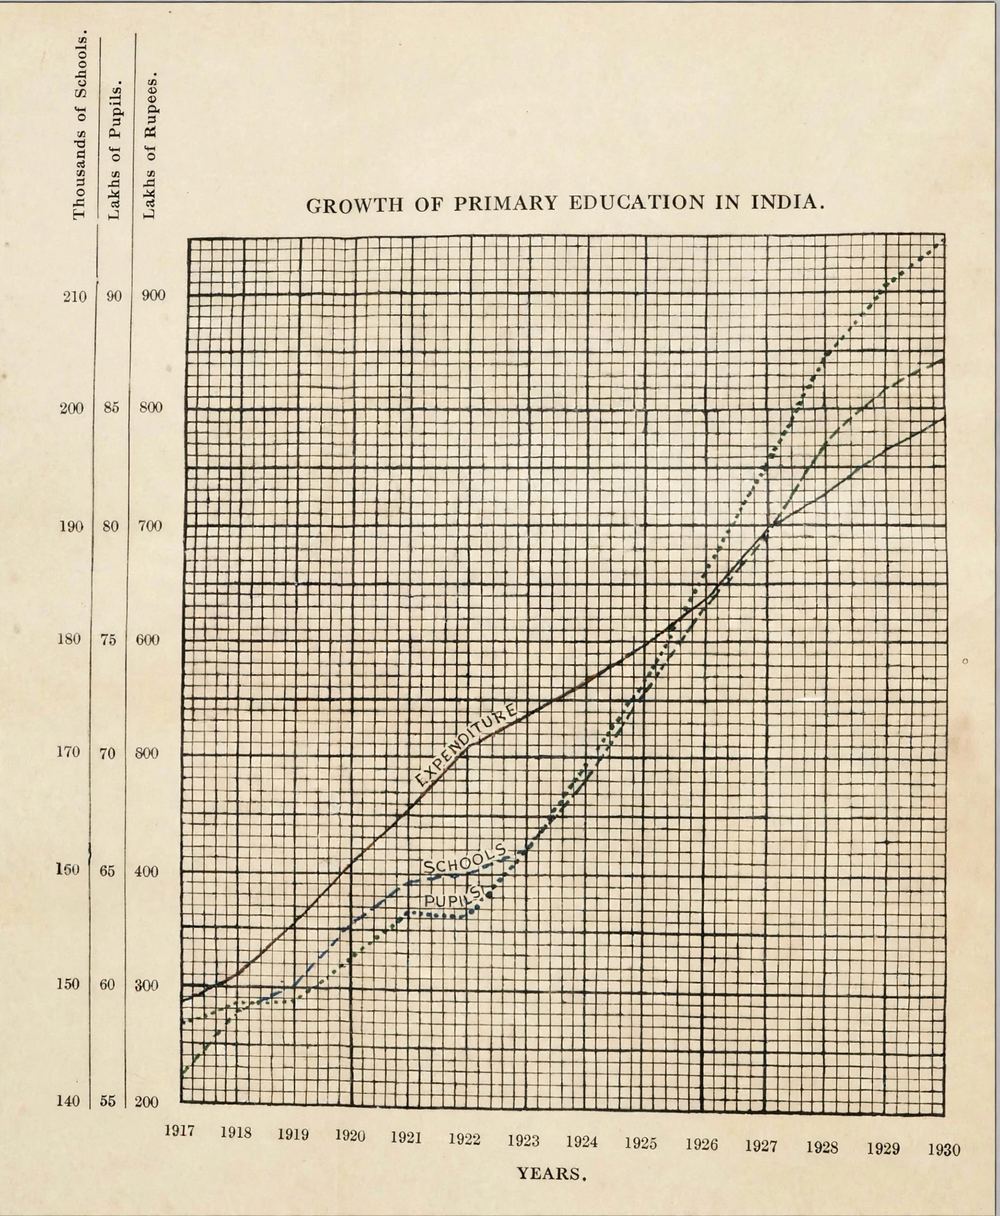 Thousands of Schools.
Lakhs of Pupils.
Lakhs of Rupees.
GROWTH OF PRIMARY EDUCATION IN INDIA.
210 90 900
200 85 800
190 80 700
180 75 600
EXPENDITURE
170 70 800
SCHOOLS
160 65 400
PUPILS
150 60 300
140 55 200
1917 1918 1919 1920 1921 1922 1923 1924 1925 1926 1927 1928 1929 1930
YEARS.